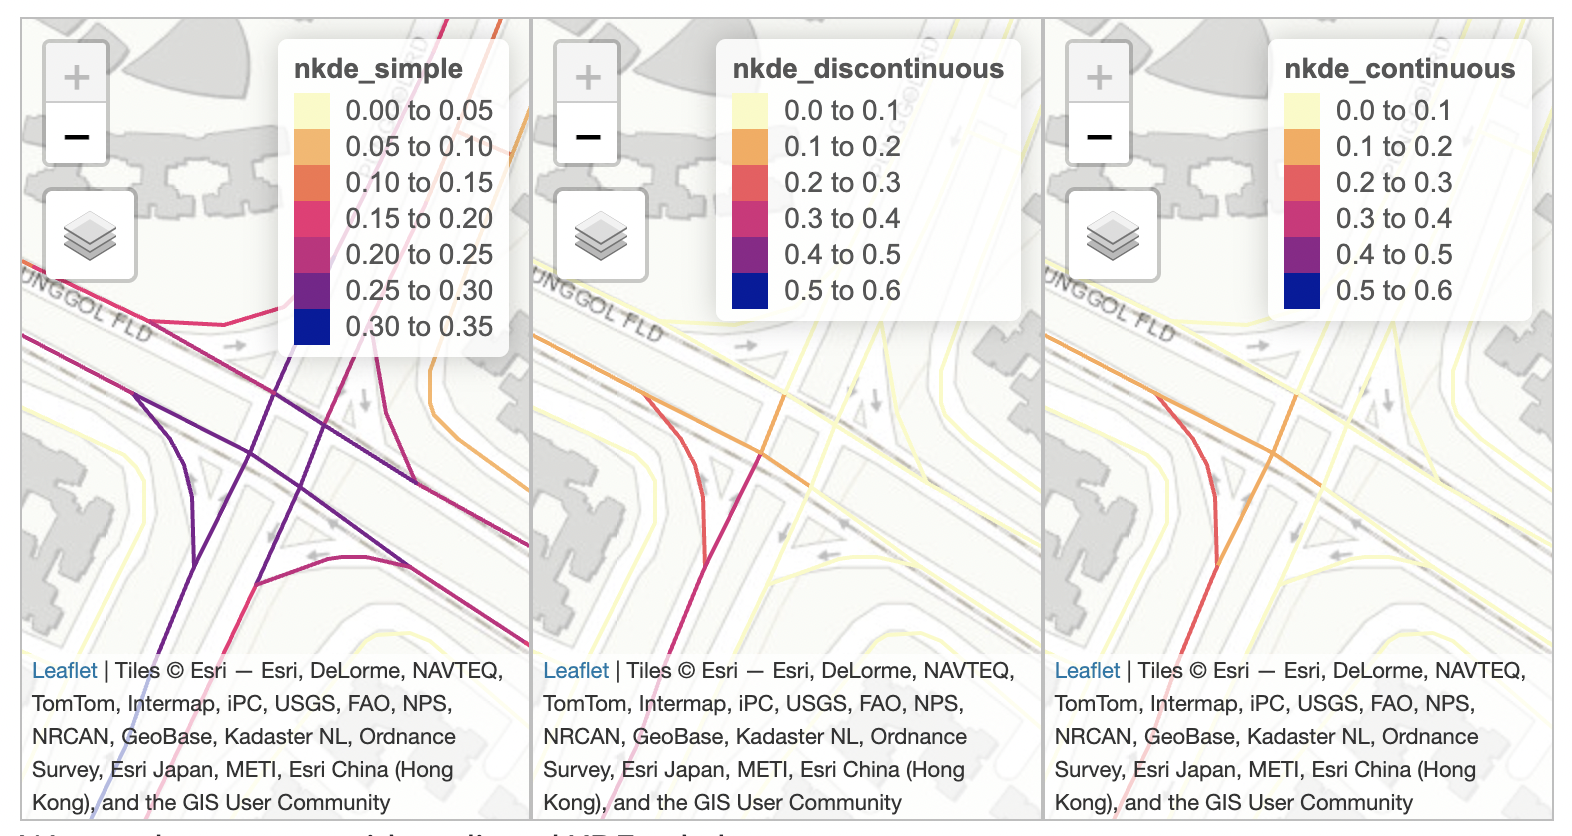 nkde_simple
0.00 to 0.05
0.05 to 0.10
0.10 to 0.15
0.15 to 0.20
0.20 to 0.25
0.25 to 0.30
0.30 to 0.35
UNGGOL FLD
Leaflet | Tiles © Esri — Esri, DeLorme, NAVTEQ,
TomTom, Intermap, iPC, USGS, FAO, NPS,
NRCAN, GeoBase, Kadaster NL, Ordnance
Survey, Esri Japan, METI, Esri China (Hong
Kong), and the GIS User Community
nkde_discontinuous
0.0 to 0.1
0.1 to 0.2
0.2 to 0.3
0.3 to 0.4
0.4 to 0.5
0.5 to 0.6
UNGGOL FLD
Leaflet | Tiles © Esri — Esri, DeLorme, NAVTEQ,
TomTom, Intermap, iPC, USGS, FAO, NPS,
NRCAN, GeoBase, Kadaster NL, Ordnance
Survey, Esri Japan, METI, Esri China (Hong
Kong), and the GIS User Community
nkde_continuous
0.0 to 0.1
0.1 to 0.2
0.2 to 0.3
0.3 to 0.4
0.4 to 0.5
0.5 to 0.6
UNGGOL FLD
Leaflet | Tiles © Esri — Esri, DeLorme, NAVTEQ,
TomTom, Intermap, iPC, USGS, FAO, NPS,
NRCAN, GeoBase, Kadaster NL, Ordnance
Survey, Esri Japan, METI, Esri China (Hong
Kong), and the GIS User Community